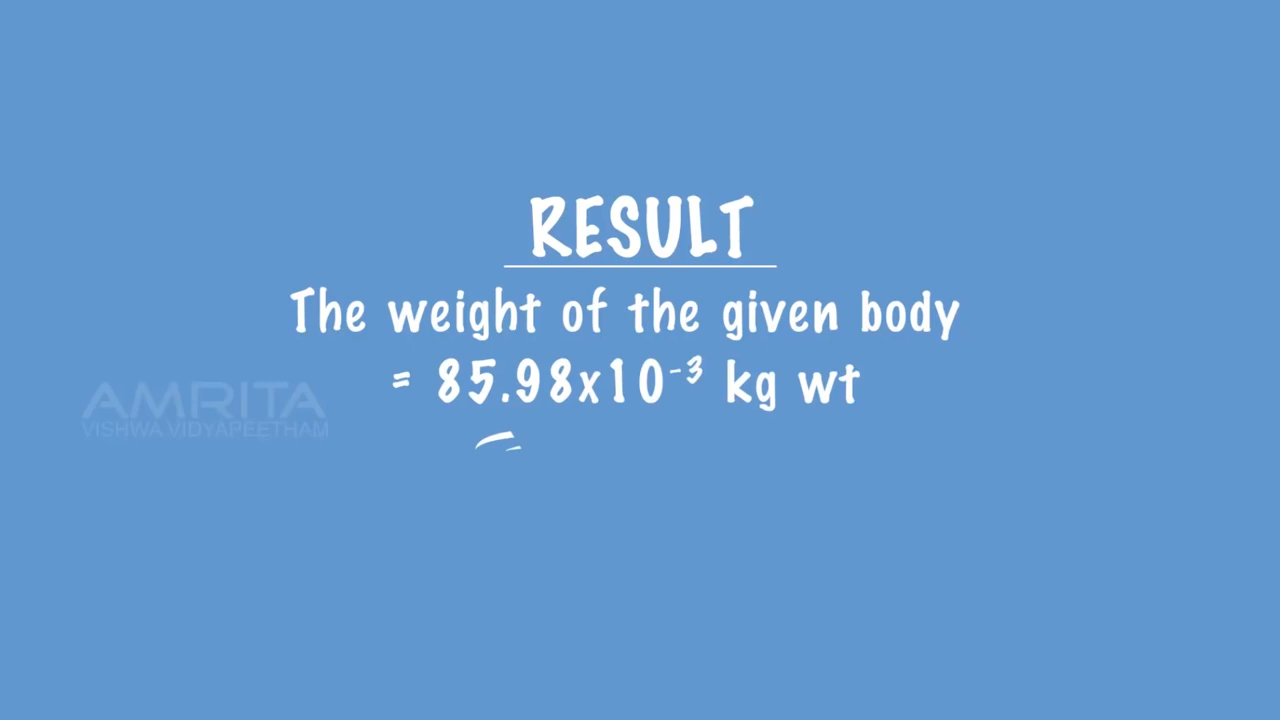 RESULT
The weight of the given body
= 85.98x10⁻³ kg wt
AMRITA
VISHWA VIDYAPEETHAM